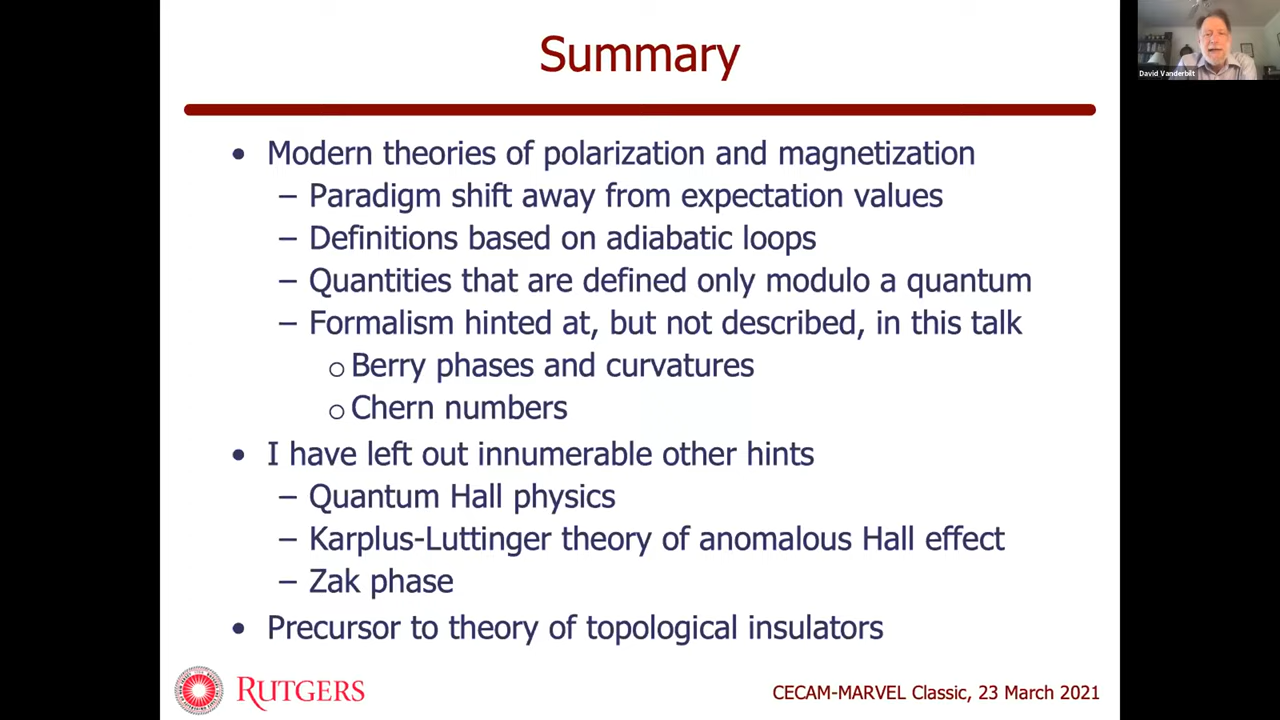 Summary
David Vanderbilt
• Modern theories of polarization and magnetization
– Paradigm shift away from expectation values
– Definitions based on adiabatic loops
– Quantities that are defined only modulo a quantum
– Formalism hinted at, but not described, in this talk
o Berry phases and curvatures
o Chern numbers
• I have left out innumerable other hints
– Quantum Hall physics
– Karplus-Luttinger theory of anomalous Hall effect
– Zak phase
• Precursor to theory of topological insulators
RUTGERS
CECAM-MARVEL Classic, 23 March 2021